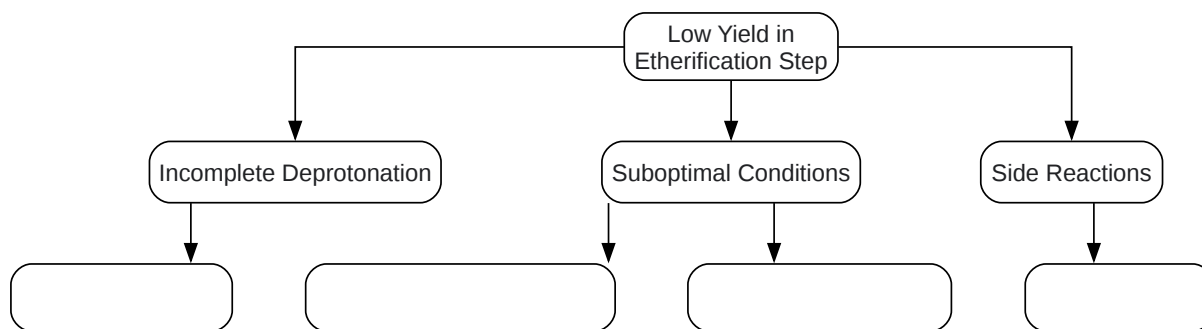 Low Yield in
Etherification Step
Incomplete Deprotonation
Suboptimal Conditions
Side Reactions